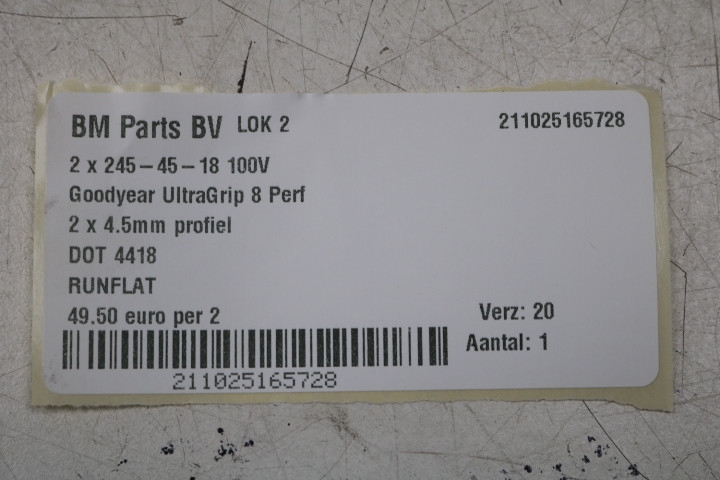 BM Parts BV LOK 2 211025165728
2 x 245-45-18 100V
Goodyear UltraGrip 8 Perf
2 x 4.5mm profiel
DOT 4418
RUNFLAT
49.50 euro per 2 Verz: 20
Aantal: 1
211025165728